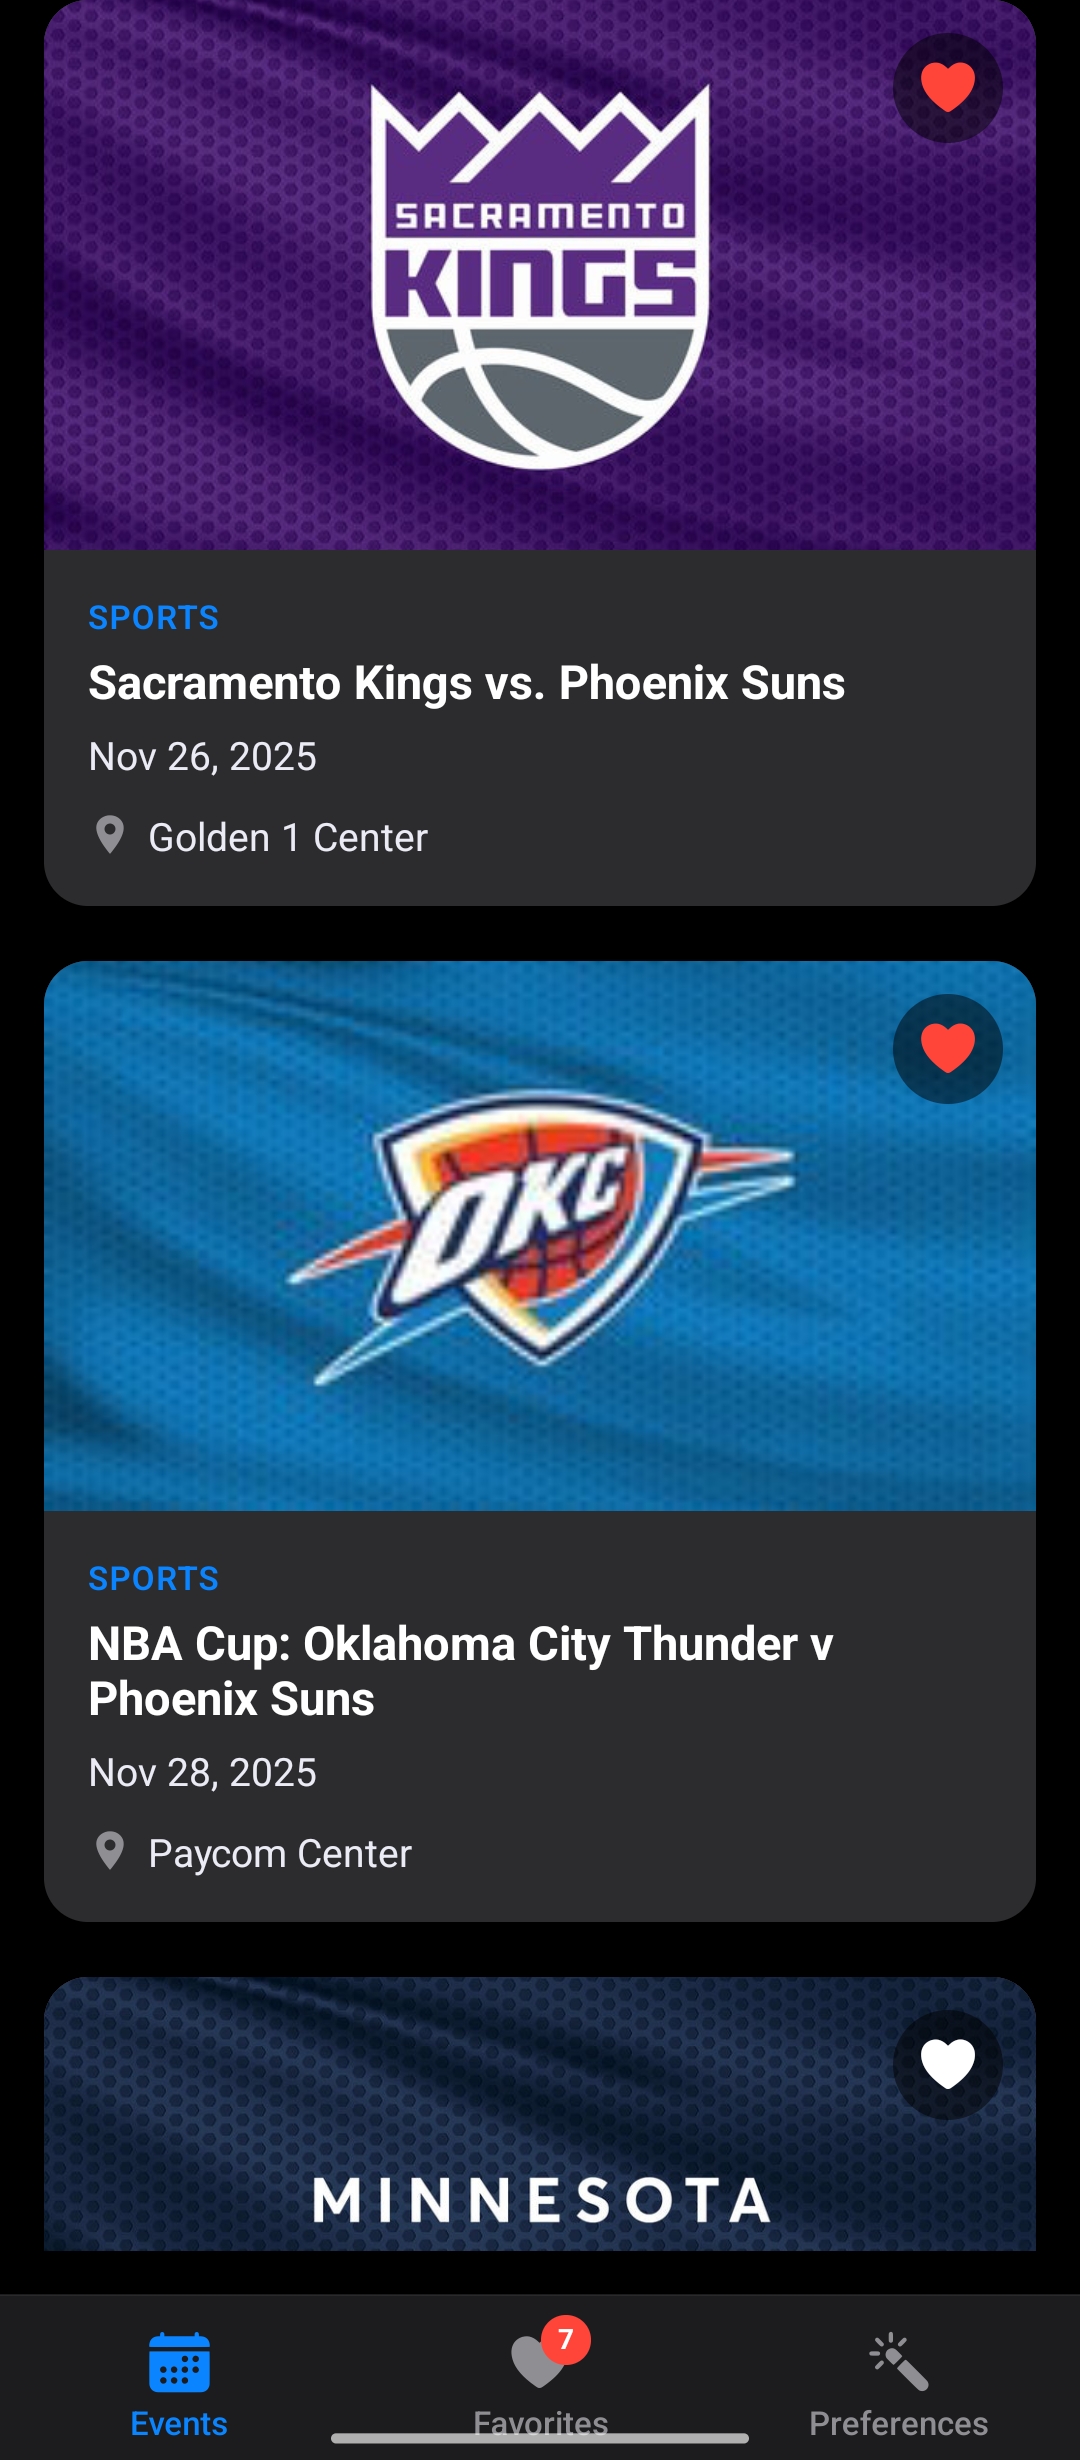 SACRAMENTO
KINGS
SPORTS
Sacramento Kings vs. Phoenix Suns
Nov 26, 2025
Golden 1 Center
OKC
SPORTS
NBA Cup: Oklahoma City Thunder v
Phoenix Suns
Nov 28, 2025
Paycom Center
MINNESOTA
7
Events
Favorites
Preferences